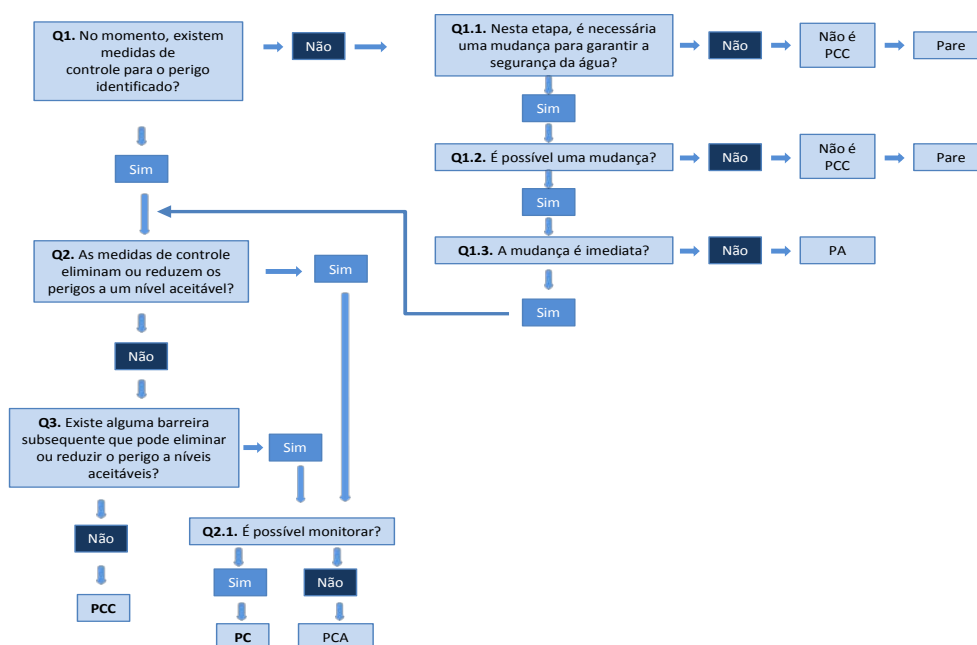 Q1. No momento, existem
medidas de
controle para o perigo
identificado?
Não
Q1.1. Nesta etapa, é necessária
uma mudança para garantir a
segurança da água?
Não
Não é
PCC
Pare
Sim
Sim
Q1.2. É possível uma mudança?
Não
Não é
PCC
Pare
Sim
Q2. As medidas de controle
eliminam ou reduzem os
perigos a um nível aceitável?
Sim
Q1.3. A mudança é imediata?
Não
PA
Sim
Não
Q3. Existe alguma barreira
subsequente que pode eliminar
ou reduzir o perigo a níveis
aceitáveis?
Sim
Não
PCC
Q2.1. É possível monitorar?
Sim
Não
PC
PCA